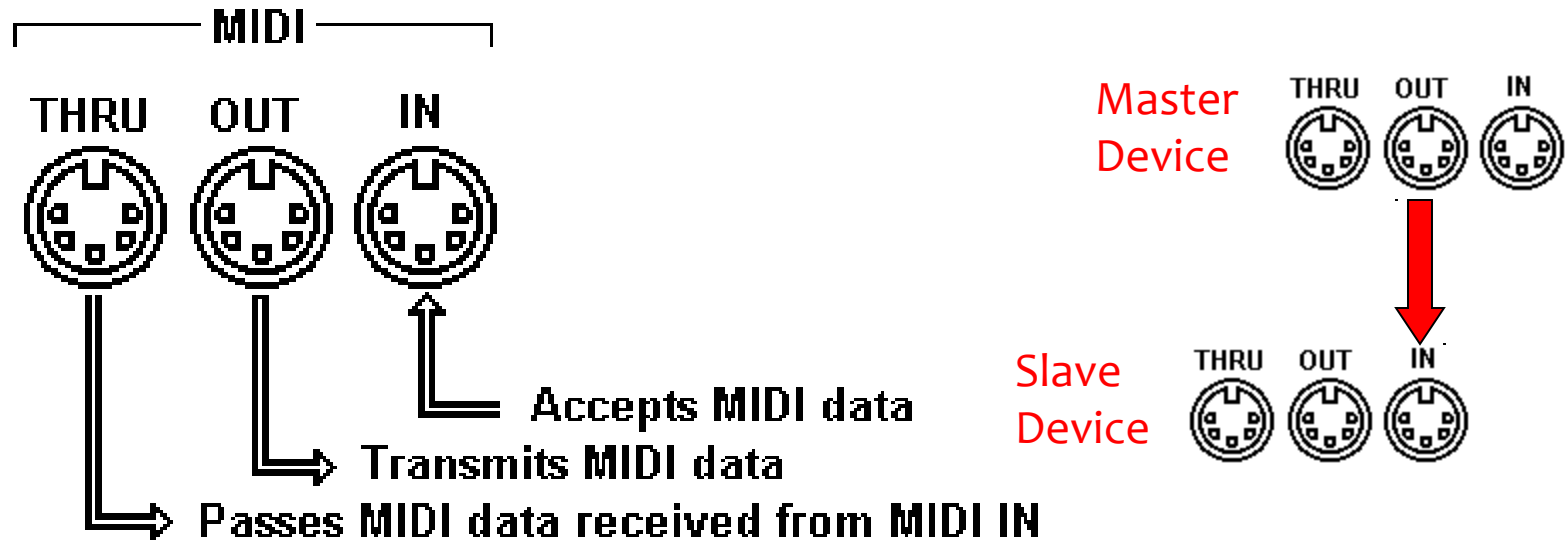 MIDI
THRU OUT IN
Accepts MIDI data
Transmits MIDI data
Passes MIDI data received from MIDI IN
Master
Device
THRU OUT IN
Slave
Device
THRU OUT IN